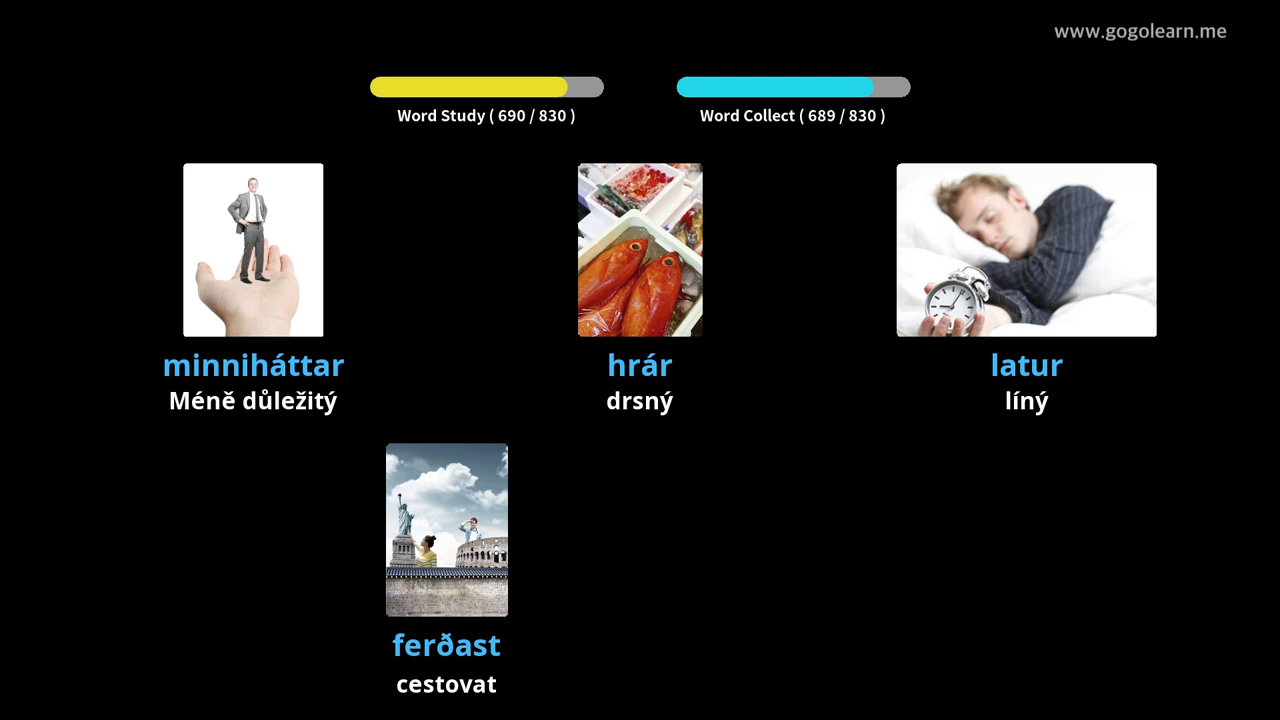 www.gogolearn.me
Word Study ( 690 / 830 )
Word Collect ( 689 / 830 )
minniháttar
Méně důležitý
hrár
drsný
latur
líný
ferðast
cestovat